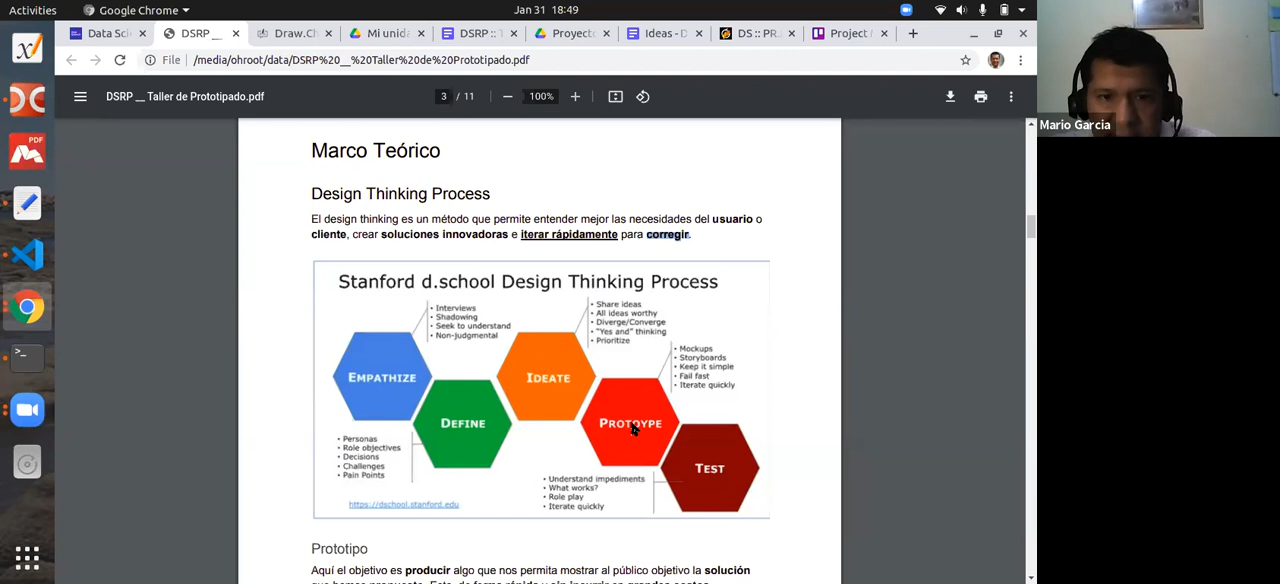 Activities
Google Chrome
Jan 31 18:49
Data Sci
DSRP _
Draw.Ch
Mi unida
DSRP :: T
Proyecto
Ideas - D
DS :: PRA
Project M
File
/media/ohroot/data/DSRP%20__%20Taller%20de%20Prototipado.pdf
DSRP __ Taller de Prototipado.pdf
3 / 11
100%
Mario Garcia
PDF
Marco Teórico
Design Thinking Process
El design thinking es un método que permite entender mejor las necesidades del usuario o
cliente, crear soluciones innovadoras e iterar rápidamente para corregir.
Stanford d.school Design Thinking Process
• Interviews
• Shadowing
• Seek to understand
• Non-judgmental
• Share ideas
• All ideas worthy
• Diverge/Converge
• "Yes and" thinking
• Prioritize
• Mockups
• Storyboards
• Keep it simple
• Fail fast
• Iterate quickly
EMPATHIZE
IDEATE
DEFINE
PROTOYPE
TEST
• Personas
• Role objectives
• Decisions
• Challenges
• Pain Points
• Understand impediments
• What works?
• Role play
• Iterate quickly
https://dschool.stanford.edu
Prototipo
Aquí el objetivo es producir algo que nos permita mostrar al público objetivo la solución